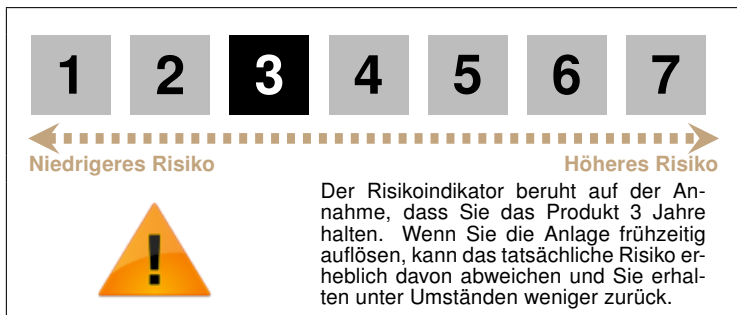 1 2 3 4 5 6 7
Niedrigeres Risiko Höheres Risiko
Der Risikoindikator beruht auf der An-
nahme, dass Sie das Produkt 3 Jahre
halten. Wenn Sie die Anlage frühzeitig
auflösen, kann das tatsächliche Risiko er-
heblich davon abweichen und Sie erhal-
ten unter Umständen weniger zurück.
!